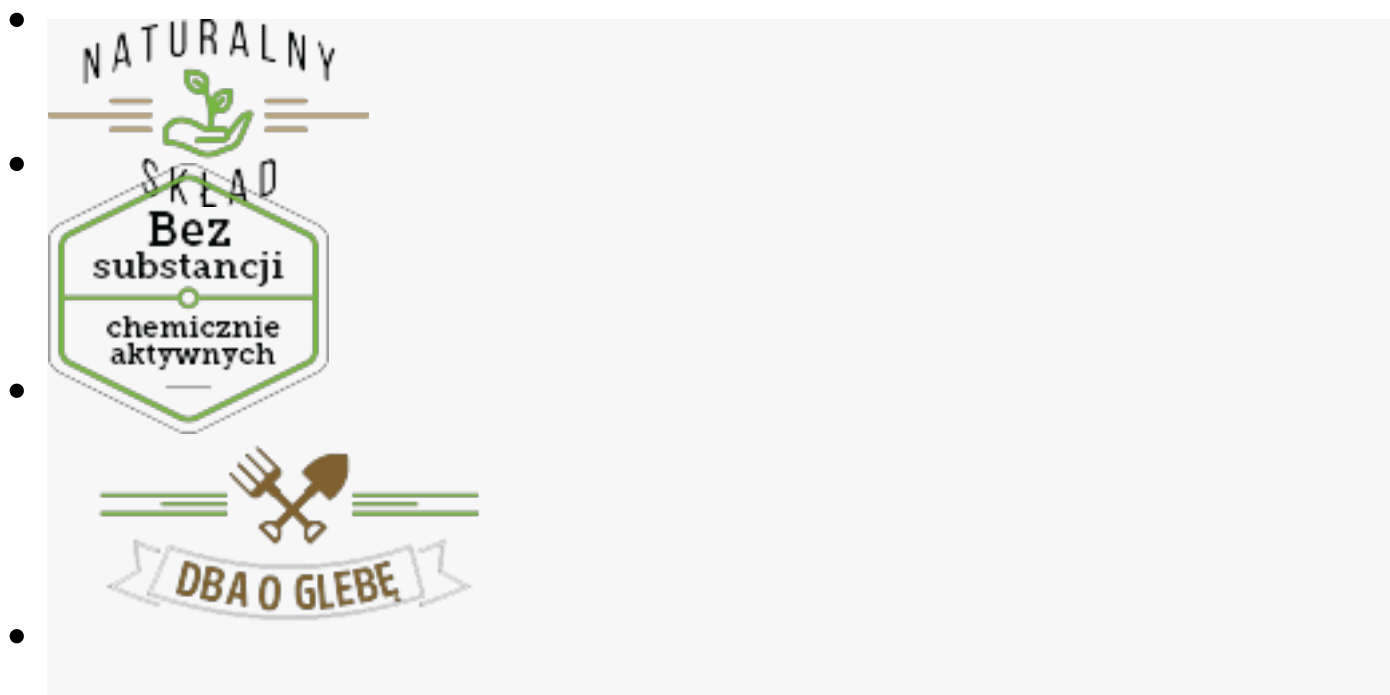 NATURALNY
SKŁAD
Bez
substancji
chemicznie
aktywnych
DBA O GLEBĘ